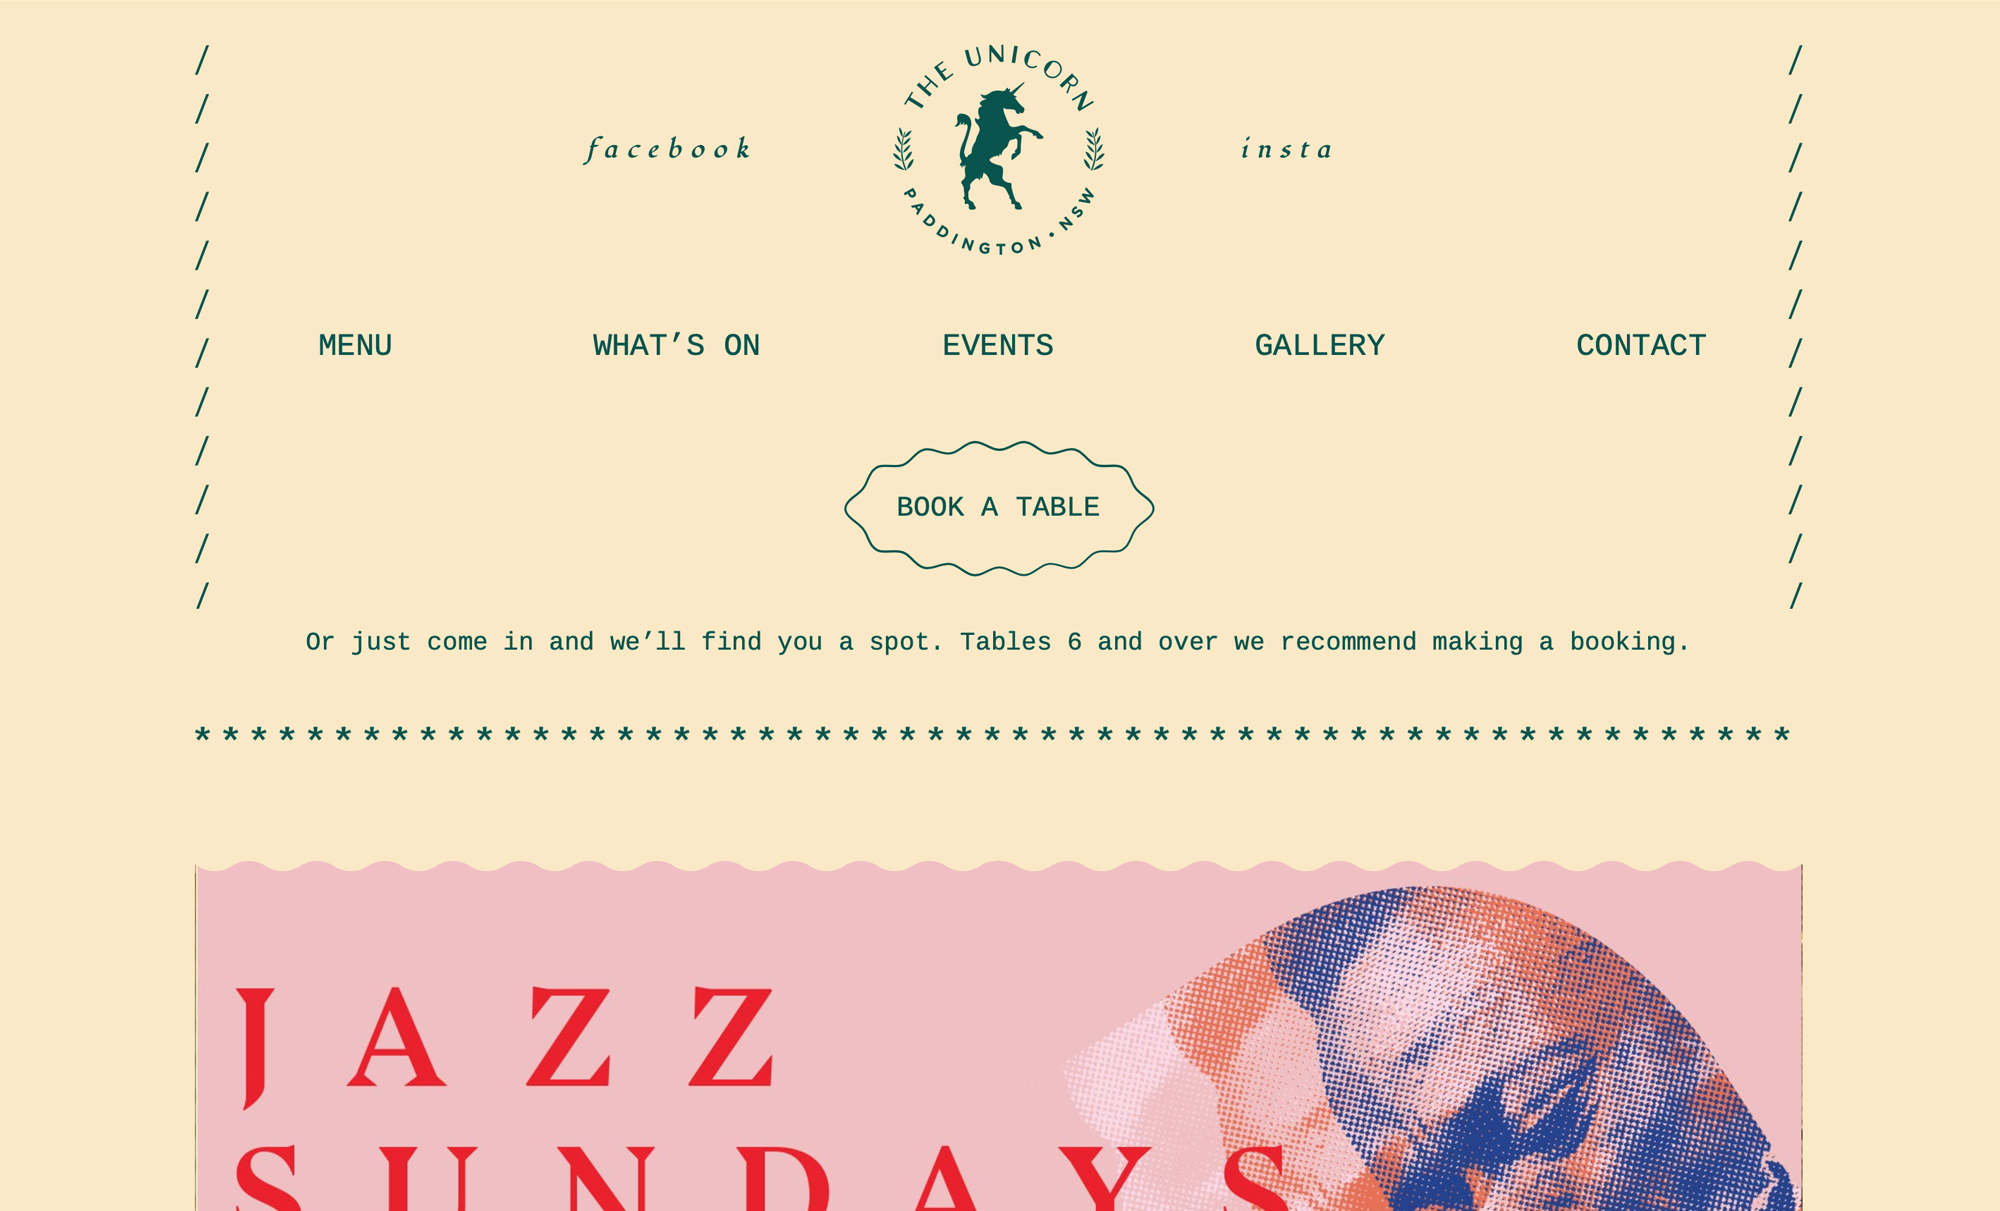 THE UNICORN
facebook
insta
PADDINGTON • NSW
MENU
WHAT’S ON
EVENTS
GALLERY
CONTACT
BOOK A TABLE
Or just come in and we’ll find you a spot. Tables 6 and over we recommend making a booking.
JAZZ
SUNDAYS